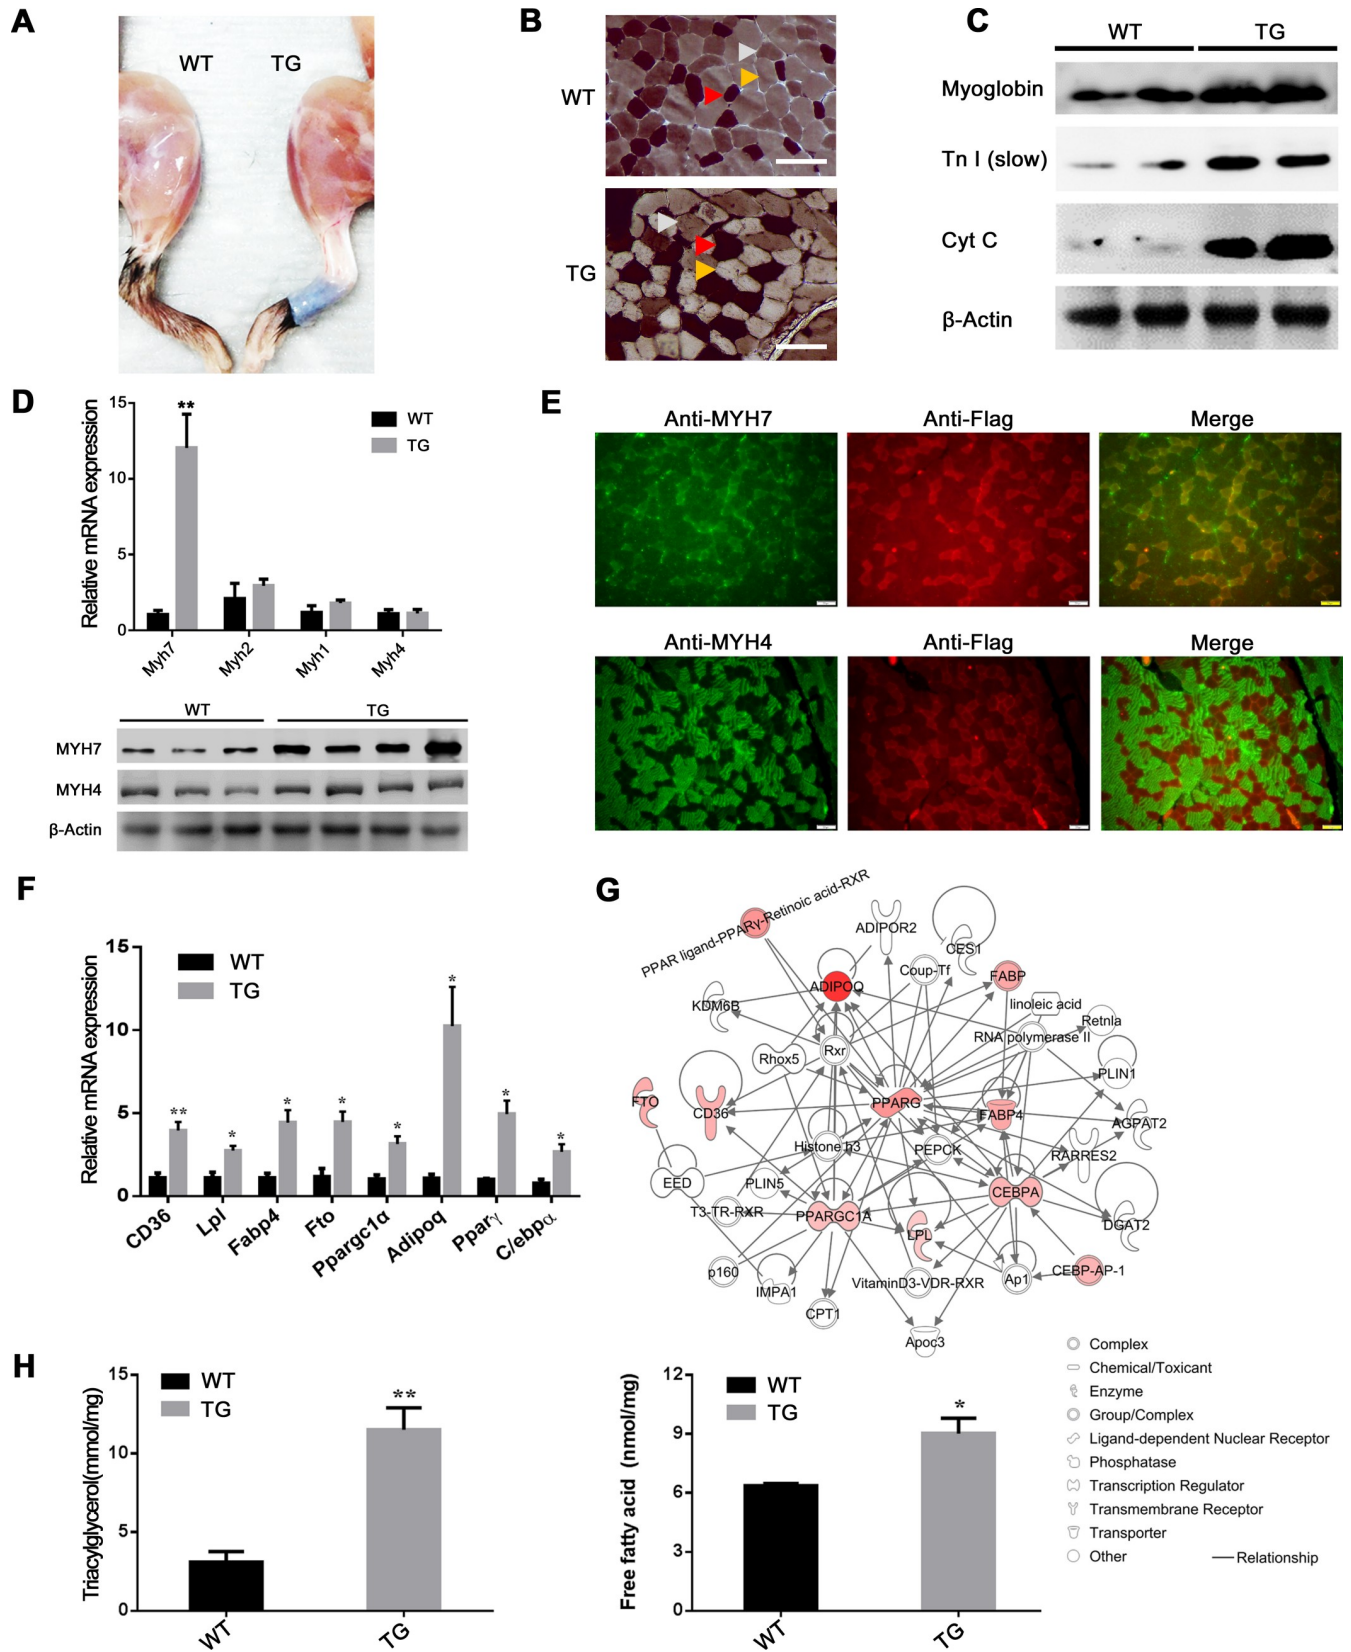 A
WT
TG
B
WT
TG
C
WT
TG
Myoglobin
Tn I (slow)
Cyt C
β-Actin
D
Relative mRNA expression
15
10
5
0
**
WT
TG
Myh7
Myh2
Myh1
Myh4
WT
TG
MYH7
MYH4
β-Actin
E
Anti-MYH7
Anti-Flag
Merge
Anti-MYH4
Anti-Flag
Merge
F
Relative mRNA expression
15
10
5
0
WT
TG
**
*
*
*
*
*
*
*
CD36
Lpl
Fabp4
Fto
Ppargc1α
Adipoq
Pparγ
C/ebpα
G
PPAR ligand-PPARγ-Retinoic acid-RXR
ADIPOR2
CES1
Coup-Tf
FABP
ADIPOQ
KDM6B
linoleic acid
Retnla
RNA polymerase II
Rxr
Rhox5
PLIN1
FTO
CD36
PPARG
FABP4
AGPAT2
Histone h3
PEPCK
RARRES2
EED
PLIN5
CEBPA
T3-TR-RXR
PPARGC1A
LPL
DGAT2
p160
IMPA1
VitaminD3-VDR-RXR
Ap1
CEBP-AP-1
CPT1
Apoc3
Complex
Chemical/Toxicant
Enzyme
Group/Complex
Ligand-dependent Nuclear Receptor
Phosphatase
Transcription Regulator
Transmembrane Receptor
Transporter
Other
Relationship
H
Triacylglycerol(mmol/mg)
15
10
5
0
WT
TG
**
WT
TG
Free fatty acid (nmol/mg)
12
9
6
3
0
WT
TG
*
WT
TG